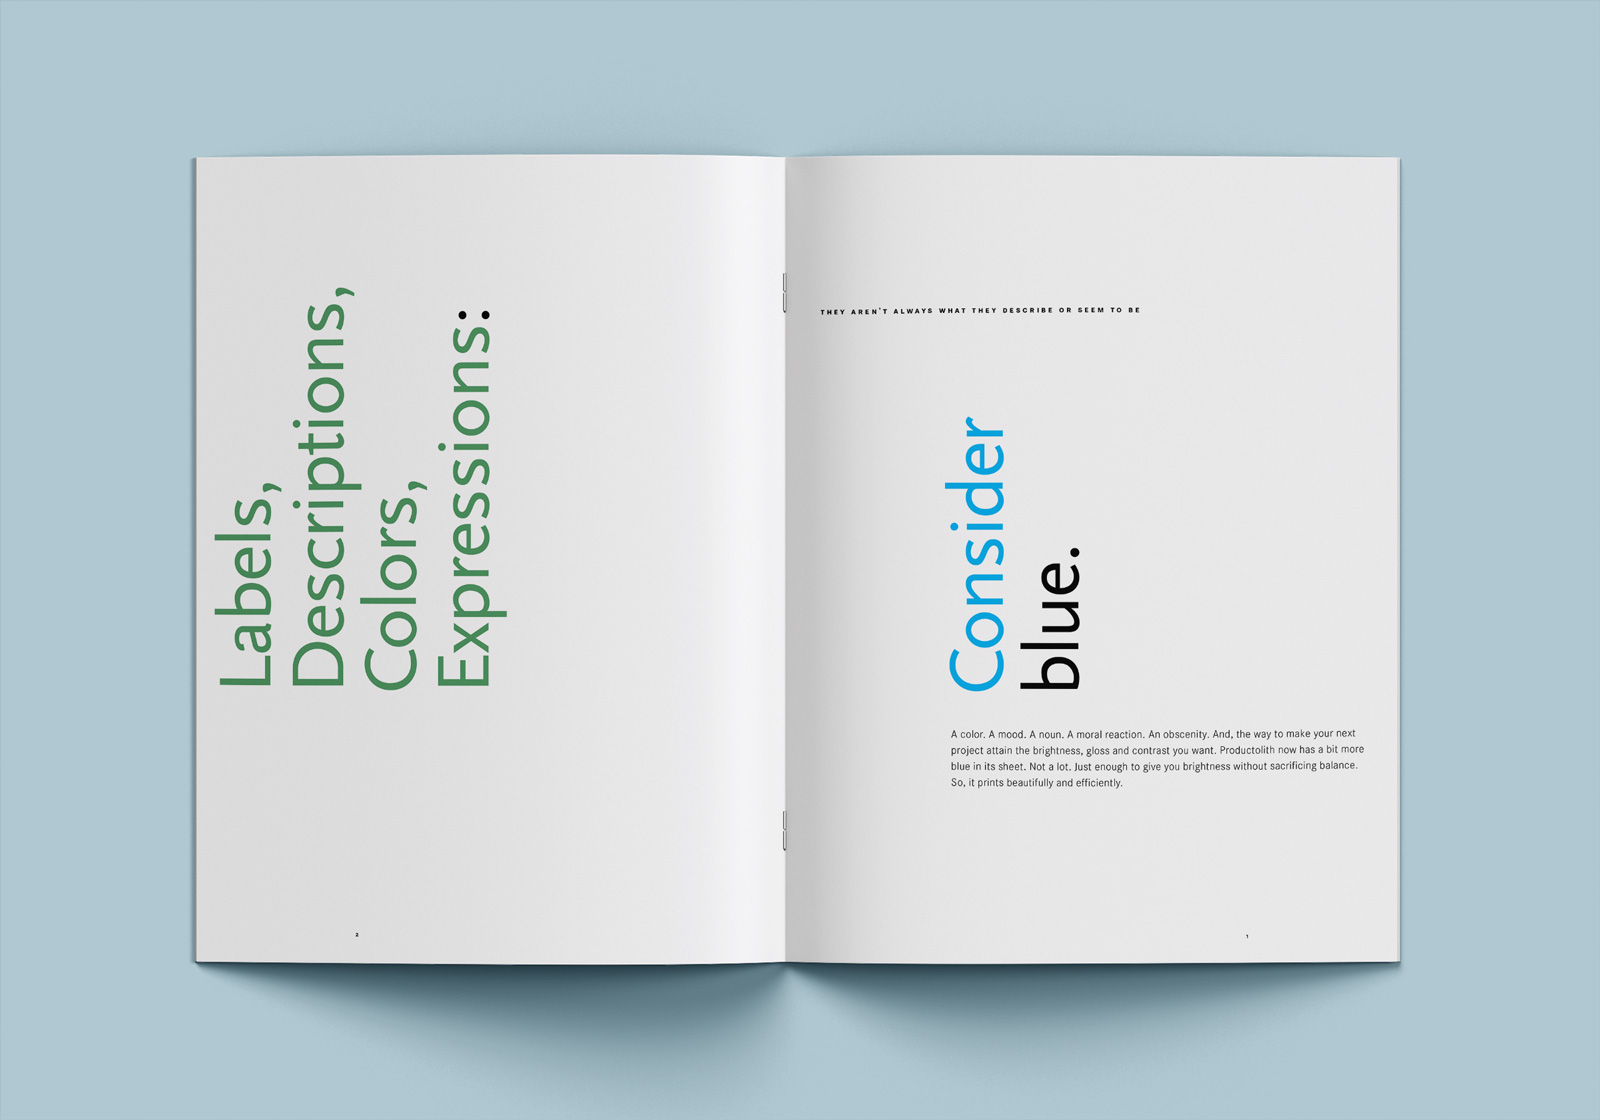 Labels,
Descriptions,
Colors,
Expressions:
2
THEY AREN'T ALWAYS WHAT THEY DESCRIBE OR SEEM TO BE
Consider
blue.
A color. A mood. A noun. A moral reaction. An obscenity. And, the way to make your next
project attain the brightness, gloss and contrast you want. Productolith now has a bit more
blue in its sheet. Not a lot. Just enough to give you brightness without sacrificing balance.
So, it prints beautifully and efficiently.
1